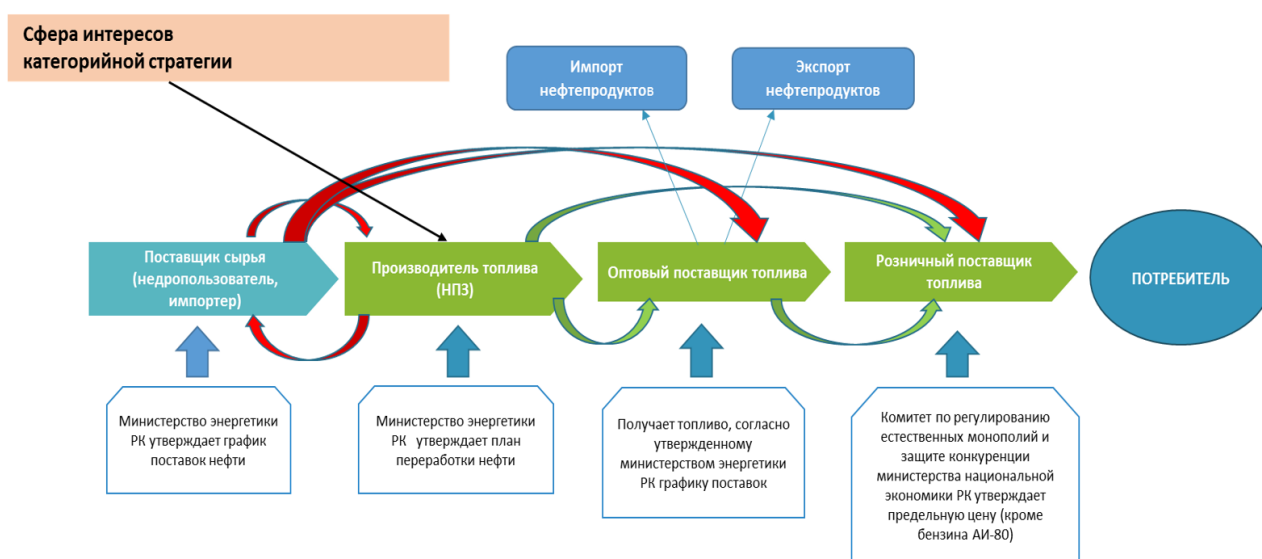 Сфера интересов
категорийной стратегии
Импорт
нефтепродуктов
Экспорт
нефтепродуктов
Поставщик сырья
(недропользователь,
импортер)
Производитель топлива
(НПЗ)
Оптовый поставщик топлива
Розничный поставщик
топлива
ПОТРЕБИТЕЛЬ
Министерство энергетики
РК утверждает график
поставок нефти
Министерство энергетики
РК утверждает план
переработки нефти
Получает топливо, согласно
утвержденному
министерством энергетики
РК графику поставок
Комитет по регулированию
естественных монополий и
защите конкуренции
министерства национальной
экономики РК утверждает
предельную цену (кроме
бензина АИ-80)